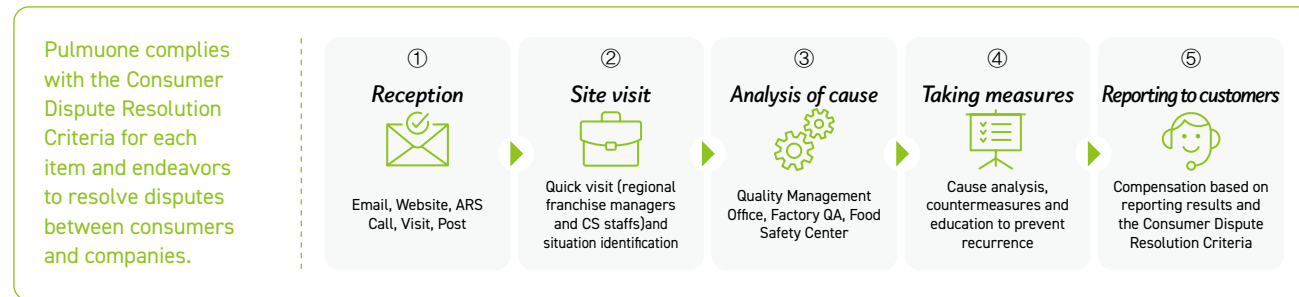 Pulmuone complies
with the Consumer
Dispute Resolution
Criteria for each
item and endeavors
to resolve disputes
between consumers
and companies.
①
Reception
Email, Website, ARS
Call, Visit, Post
②
Site visit
Quick visit (regional
franchise managers
and CS staffs)and
situation identification
③
Analysis of cause
Quality Management
Office, Factory QA, Food
Safety Center
④
Taking measures
Cause analysis,
countermeasures and
education to prevent
recurrence
⑤
Reporting to customers
Compensation based on
reporting results and
the Consumer Dispute
Resolution Criteria